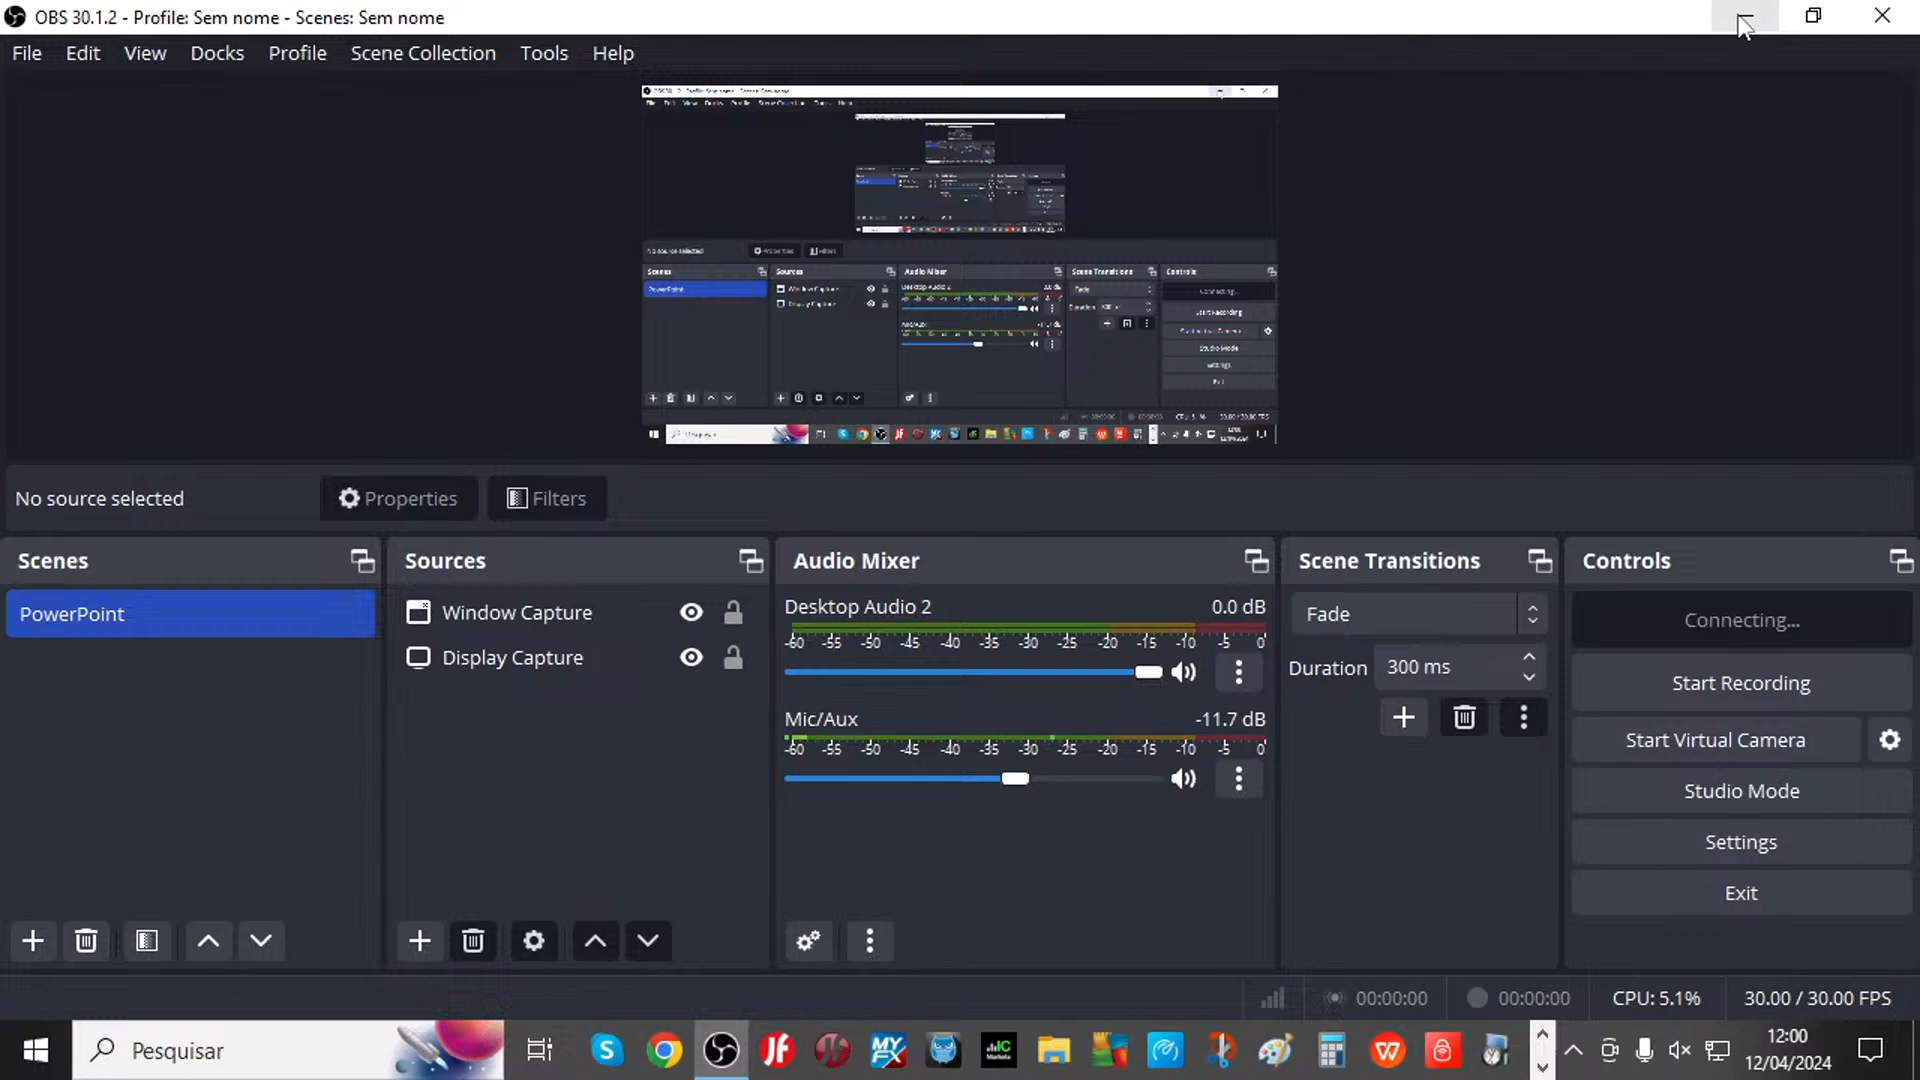 OBS 30.1.2 - Profile: Sem nome - Scenes: Sem nome
File Edit View Docks Profile Scene Collection Tools Help
No source selected Properties Filters
Scenes
PowerPoint
Sources
Window Capture
Display Capture
Audio Mixer
Desktop Audio 2 0.0 dB
-60 -55 -50 -45 -40 -35 -30 -25 -20 -15 -10 -5 0
Mic/Aux -11.7 dB
-60 -55 -50 -45 -40 -35 -30 -25 -20 -15 -10 -5 0
Scene Transitions
Fade
Duration 300 ms
Controls
Connecting...
Start Recording
Start Virtual Camera
Studio Mode
Settings
Exit
00:00:00 00:00:00 CPU: 5.1% 30.00 / 30.00 FPS
Pesquisar
12:00
12/04/2024